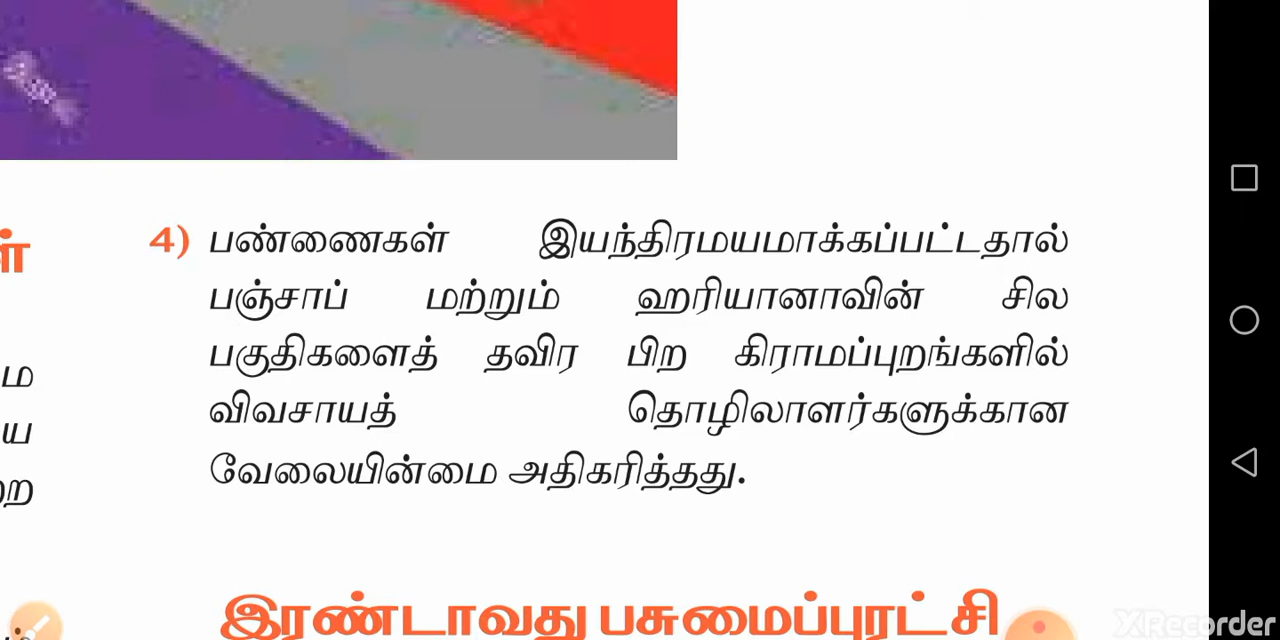 4) பண்ணைகள் இயந்திரமயமாக்கப்பட்டதால்
பஞ்சாப் மற்றும் ஹரியானாவின் சில
பகுதிகளைத் தவிர பிற கிராமப்புறங்களில்
விவசாயத் தொழிலாளர்களுக்கான
வேலையின்மை அதிகரித்தது.
இரண்டாவது பசுமைப்புரட்சி
XRecorder